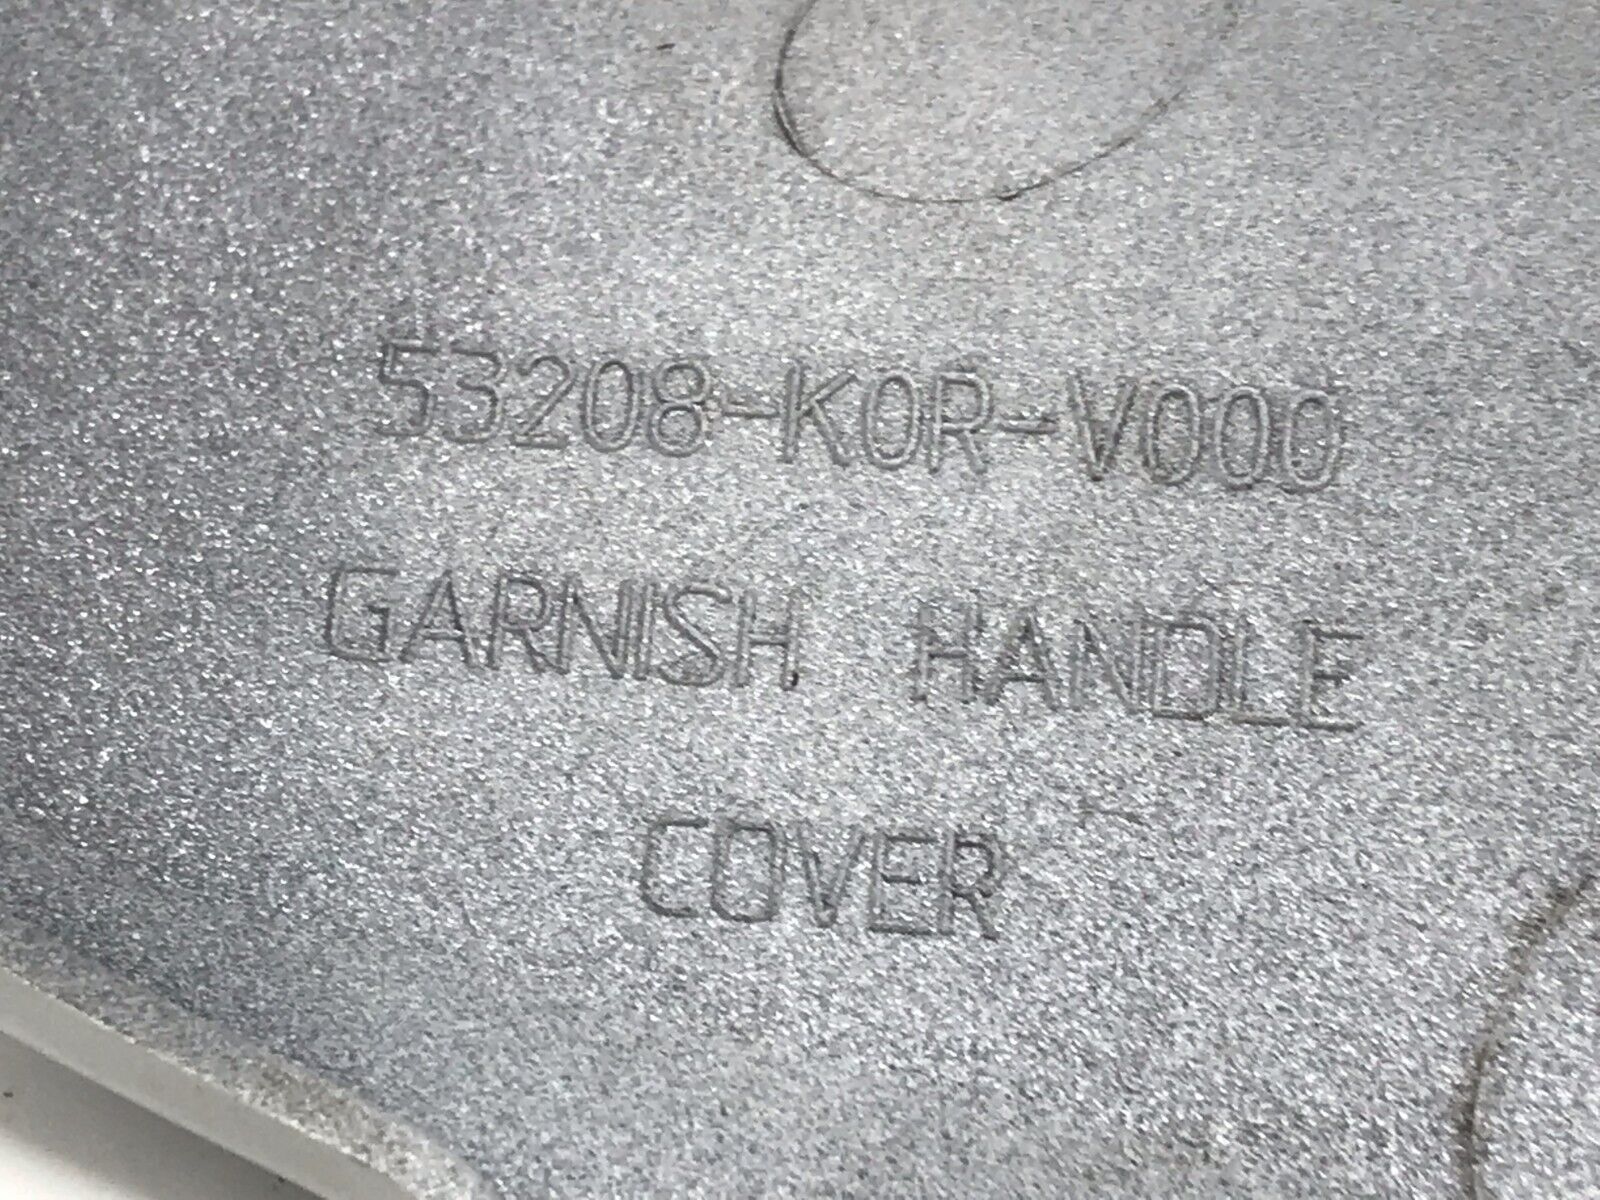 53208-K0R-V000
GARNISH HANDLE
COVER